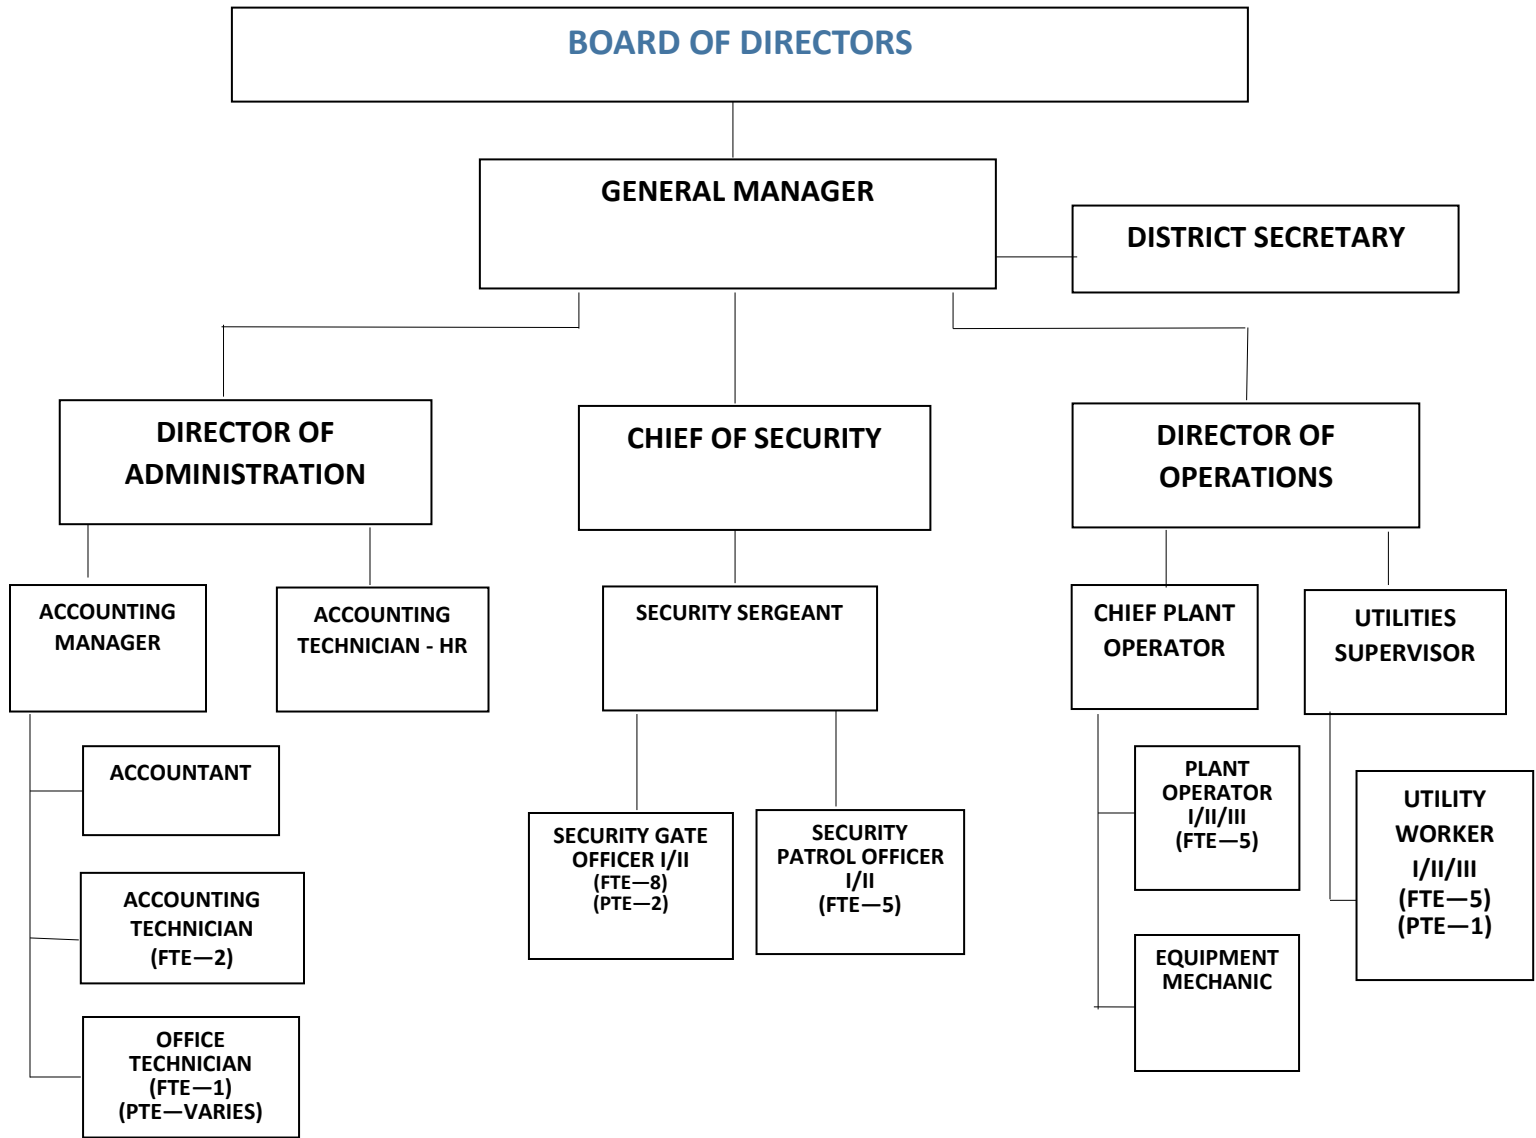 BOARD OF DIRECTORS
GENERAL MANAGER
DISTRICT SECRETARY
DIRECTOR OF
ADMINISTRATION
CHIEF OF SECURITY
DIRECTOR OF
OPERATIONS
ACCOUNTING
MANAGER
ACCOUNTING
TECHNICIAN - HR
SECURITY SERGEANT
CHIEF PLANT
OPERATOR
UTILITIES
SUPERVISOR
ACCOUNTANT
ACCOUNTING
TECHNICIAN
(FTE—2)
OFFICE
TECHNICIAN
(FTE—1)
(PTE—VARIES)
SECURITY GATE
OFFICER I/II
(FTE—8)
(PTE—2)
SECURITY
PATROL OFFICER
I/II
(FTE—5)
PLANT
OPERATOR
I/II/III
(FTE—5)
EQUIPMENT
MECHANIC
UTILITY
WORKER
I/II/III
(FTE—5)
(PTE—1)